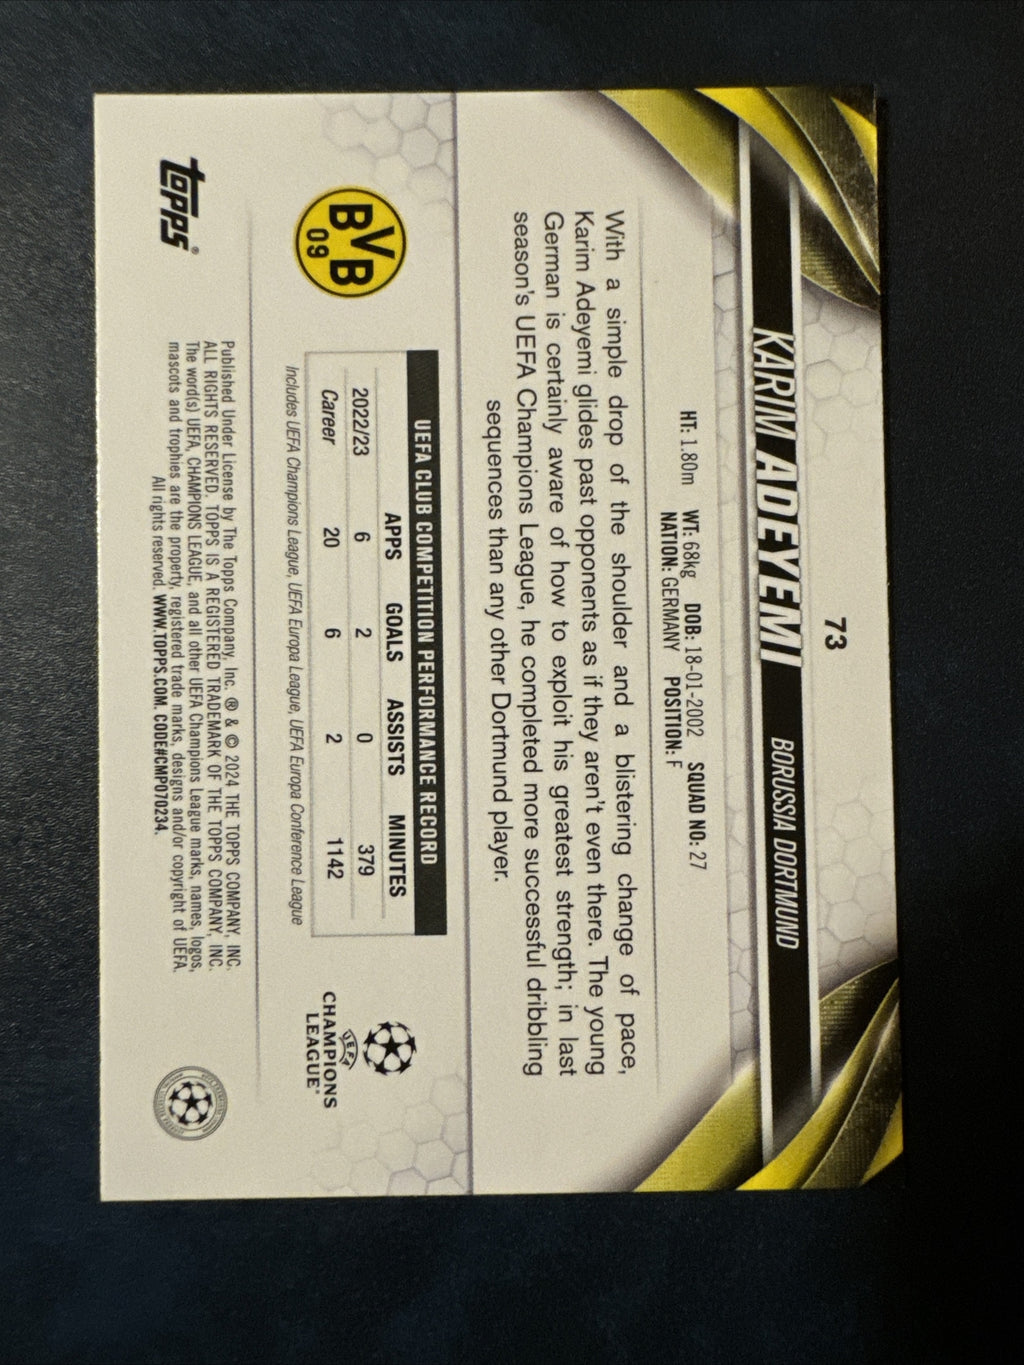 73
KARIM ADEYEMI BORUSSIA DORTMUND
HT: 1.80m WT: 68kg DOB: 18-01-2002 SQUAD NO: 27
NATION: GERMANY POSITION: F
With a simple drop of the shoulder and a blistering change of pace,
Karim Adeyemi glides past opponents as if they aren't even there. The young
German is certainly aware of how to exploit his greatest strength; in last
season's UEFA Champions League, he completed more successful dribbling
sequences than any other Dortmund player.
BVB
09
UEFA CLUB COMPETITION PERFORMANCE RECORD
APPS GOALS ASSISTS MINUTES
2022/23 6 2 0 379
Career 20 6 2 1142
Includes UEFA Champions League, UEFA Europa League, UEFA Europa Conference League
UEFA
CHAMPIONS
LEAGUE®
topps®
Published Under License by The Topps Company, Inc. ® & © 2024 THE TOPPS COMPANY, INC.
ALL RIGHTS RESERVED. TOPPS IS A REGISTERED TRADEMARK OF THE TOPPS COMPANY, INC.
The word(s) UEFA, CHAMPIONS LEAGUE, and all other UEFA Champions League marks, names, logos,
mascots and trophies are the property, registered trade marks, designs and/or copyright of UEFA.
All rights reserved. WWW.TOPPS.COM. CODE#CMP070234.